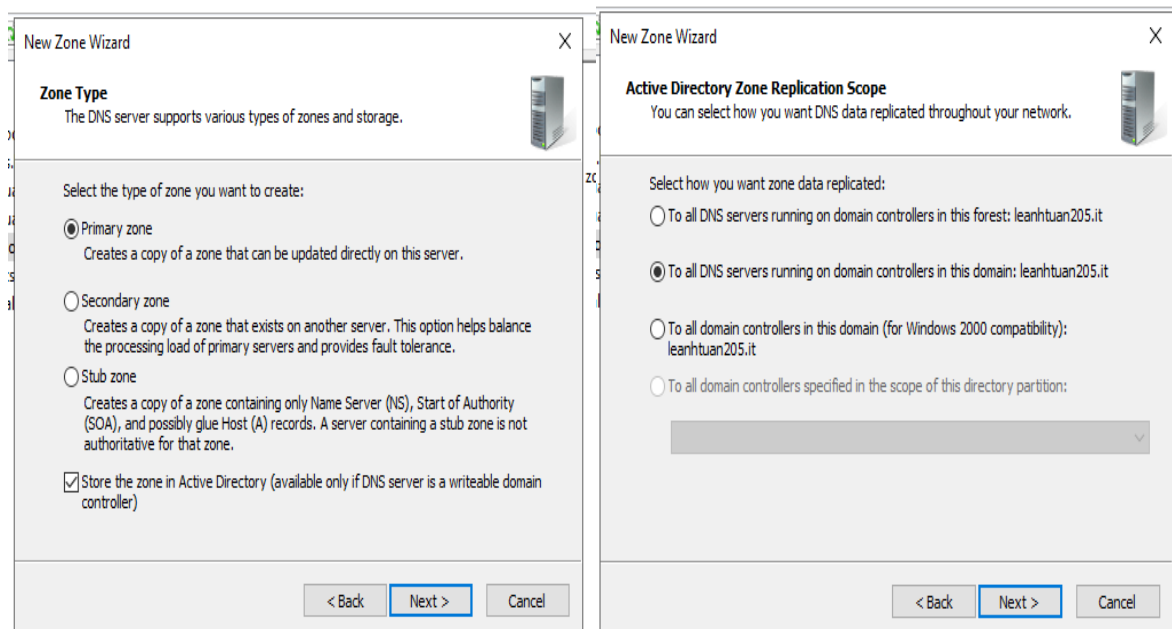 New Zone Wizard
X
Zone Type
The DNS server supports various types of zones and storage.
Select the type of zone you want to create:
Primary zone
Creates a copy of a zone that can be updated directly on this server.
Secondary zone
Creates a copy of a zone that exists on another server. This option helps balance
the processing load of primary servers and provides fault tolerance.
Stub zone
Creates a copy of a zone containing only Name Server (NS), Start of Authority
(SOA), and possibly glue Host (A) records. A server containing a stub zone is not
authoritative for that zone.
Store the zone in Active Directory (available only if DNS server is a writeable domain
controller)
< Back
Next >
Cancel
New Zone Wizard
X
Active Directory Zone Replication Scope
You can select how you want DNS data replicated throughout your network.
Select how you want zone data replicated:
To all DNS servers running on domain controllers in this forest: leanhtuan205.it
To all DNS servers running on domain controllers in this domain: leanhtuan205.it
To all domain controllers in this domain (for Windows 2000 compatibility):
leanhtuan205.it
To all domain controllers specified in the scope of this directory partition:
< Back
Next >
Cancel